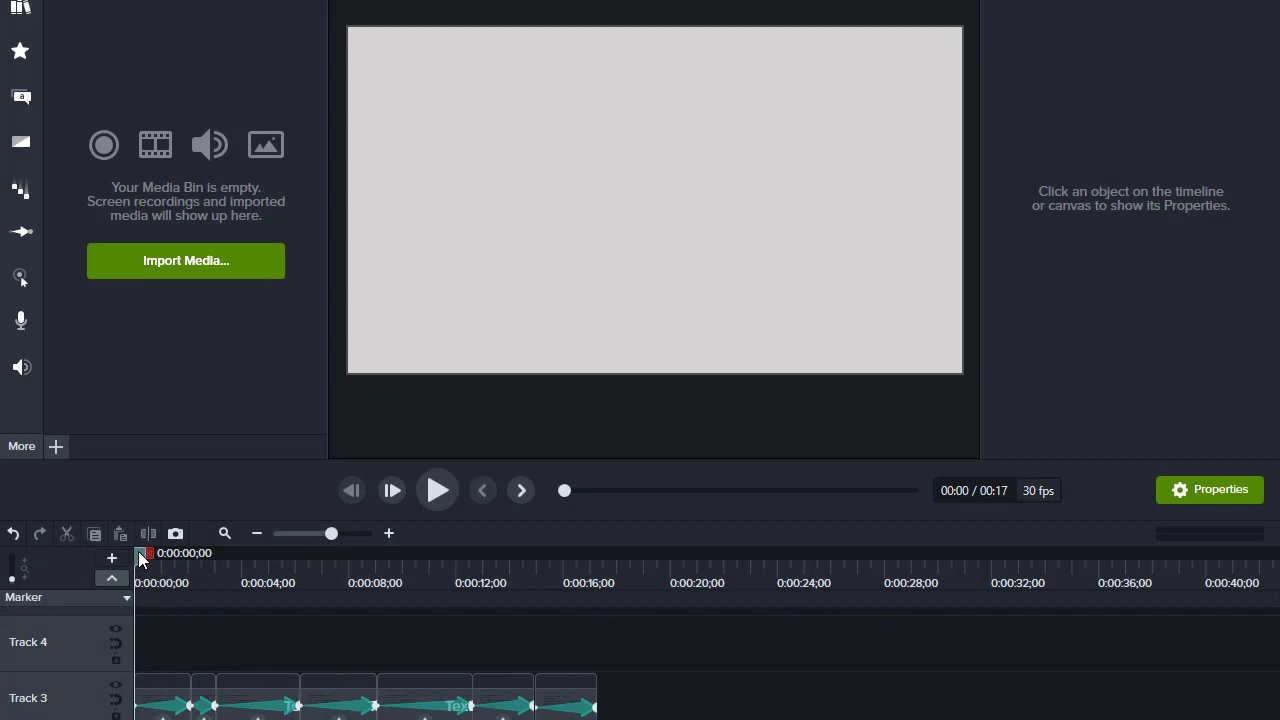 a
Your Media Bin is empty.
Screen recordings and imported
media will show up here.
Import Media...
Click an object on the timeline
or canvas to show its Properties.
More
00:00 / 00:17 30 fps
Properties
0:00:00;00
0:00:00;00 0:00:04;00 0:00:08;00 0:00:12;00 0:00:16;00 0:00:20;00 0:00:24;00 0:00:28;00 0:00:32;00 0:00:36;00 0:00:40;00
Marker
Track 4
Track 3